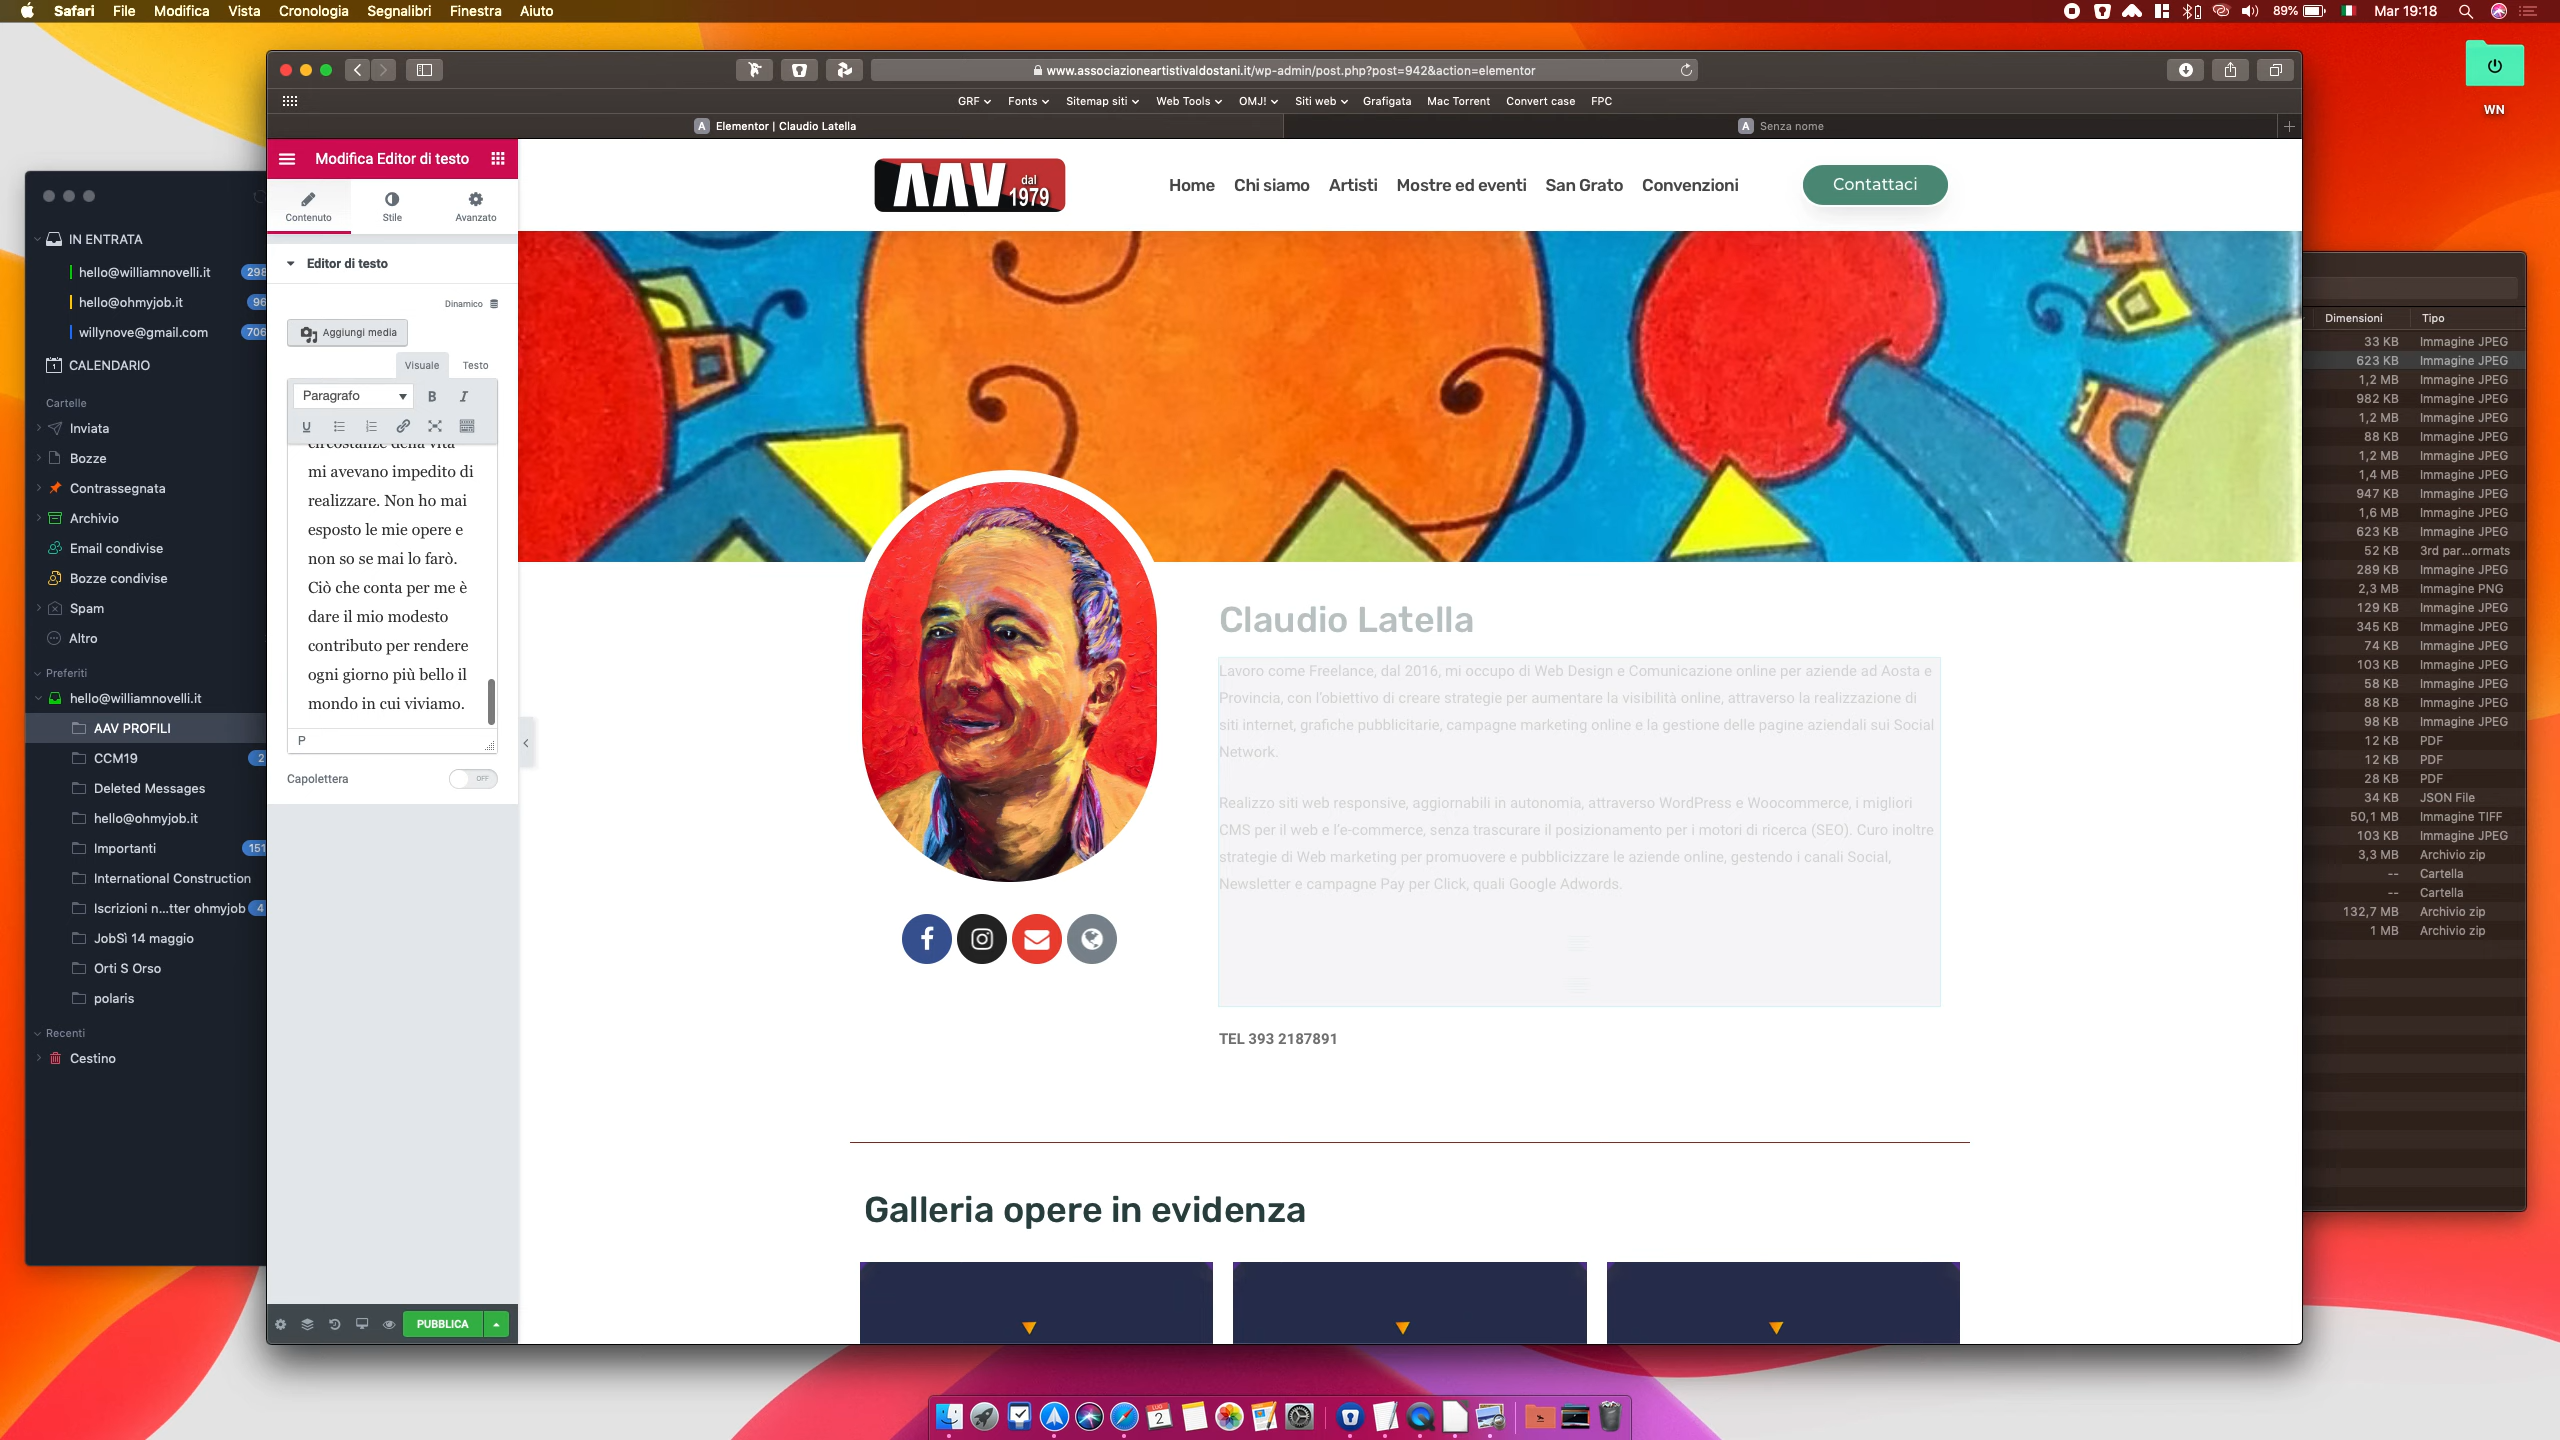 Safari File Modifica Vista Cronologia Segnalibri Finestra Aiuto
89% Mar 19:18
WN
www.associazioneartistivaldostani.it/wp-admin/post.php?post=942&action=elementor
GRF Fonts Sitemap siti Web Tools OMJ! Siti web Grafigata Mac Torrent Convert case FPC
A Elementor | Claudio Latella
A Senza nome
IN ENTRATA
hello@williamnovelli.it 298
hello@ohmyjob.it 96
willynove@gmail.com 706
1 CALENDARIO
Cartelle
Inviata
Bozze
Contrassegnata
Archivio
Email condivise
Bozze condivise
Spam
Altro
Preferiti
hello@williamnovelli.it
AAV PROFILI
CCM19 2
Deleted Messages
hello@ohmyjob.it
Importanti 151
International Construction
Iscrizioni n...tter ohmyjob 4
JobSì 14 maggio
Orti S Orso
polaris
Recenti
Cestino
Modifica Editor di testo
Contenuto Stile Avanzato
Editor di testo
Dinamico
Aggiungi media
Visuale Testo
Paragrafo B I
U
circostanze della vita
mi avevano impedito di
realizzare. Non ho mai
esposto le mie opere e
non so se mai lo farò.
Ciò che conta per me è
dare il mio modesto
contributo per rendere
ogni giorno più bello il
mondo in cui viviamo.
P
Capolettera OFF
PUBBLICA
AAV dal 1979
Home Chi siamo Artisti Mostre ed eventi San Grato Convenzioni
Contattaci
Claudio Latella
Lavoro come Freelance, dal 2016, mi occupo di Web Design e Comunicazione online per aziende ad Aosta e
Provincia, con l'obiettivo di creare strategie per aumentare la visibilità online, attraverso la realizzazione di
siti internet, grafiche pubblicitarie, campagne marketing online e la gestione delle pagine aziendali sui Social
Network.
Realizzo siti web responsive, aggiornabili in autonomia, attraverso WordPress e Woocommerce, i migliori
CMS per il web e l'e-commerce, senza trascurare il posizionamento per i motori di ricerca (SEO). Curo inoltre
strategie di Web marketing per promuovere e pubblicizzare le aziende online, gestendo i canali Social,
Newsletter e campagne Pay per Click, quali Google Adwords.
TEL 393 2187891
Galleria opere in evidenza
Dimensioni Tipo
33 KB Immagine JPEG
623 KB Immagine JPEG
1,2 MB Immagine JPEG
982 KB Immagine JPEG
1,2 MB Immagine JPEG
88 KB Immagine JPEG
1,2 MB Immagine JPEG
1,4 MB Immagine JPEG
947 KB Immagine JPEG
1,6 MB Immagine JPEG
623 KB Immagine JPEG
52 KB 3rd par...ormats
289 KB Immagine JPEG
2,3 MB Immagine PNG
129 KB Immagine JPEG
345 KB Immagine JPEG
74 KB Immagine JPEG
103 KB Immagine JPEG
58 KB Immagine JPEG
88 KB Immagine JPEG
98 KB Immagine JPEG
12 KB PDF
12 KB PDF
28 KB PDF
34 KB JSON File
50,1 MB Immagine TIFF
103 KB Immagine JPEG
3,3 MB Archivio zip
-- Cartella
-- Cartella
132,7 MB Archivio zip
1 MB Archivio zip
LUG
2